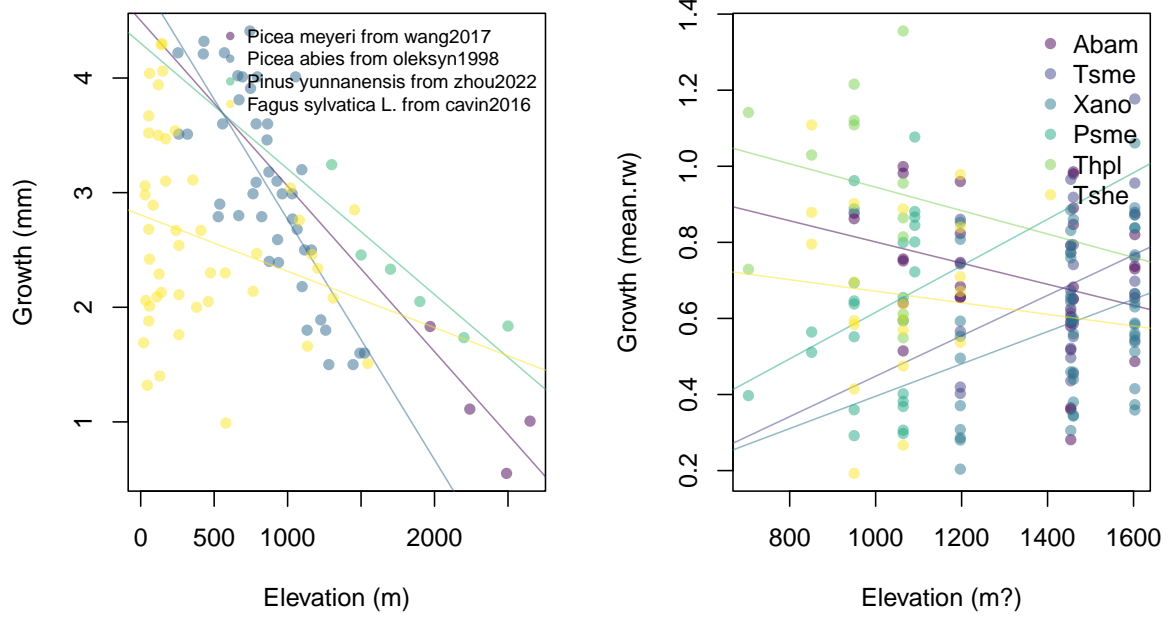 Picea meyeri from wang2017
Picea abies from oleksyn1998
Pinus yunnanensis from zhou2022
Fagus sylvatica L. from cavin2016
4
3
2
1
Growth (mm)
0
500
1000
2000
Elevation (m)
Abam
Tsme
Xano
Psme
Thpl
Tshe
1.4
1.2
1.0
0.8
0.6
0.4
0.2
Growth (mean.rw)
800
1000
1200
1400
1600
Elevation (m?)